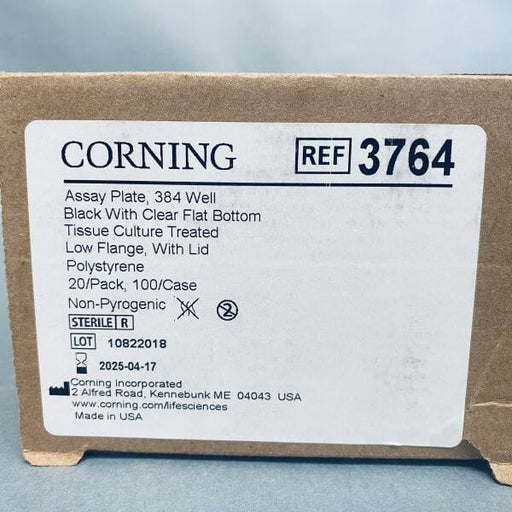 CORNING REF 3764
Assay Plate, 384 Well
Black With Clear Flat Bottom
Tissue Culture Treated
Low Flange, With Lid
Polystyrene
20/Pack, 100/Case
Non-Pyrogenic 2
STERILE R
LOT 10822018
2025-04-17
Corning Incorporated
2 Alfred Road, Kennebunk ME 04043 USA
www.corning.com/lifesciences
Made in USA